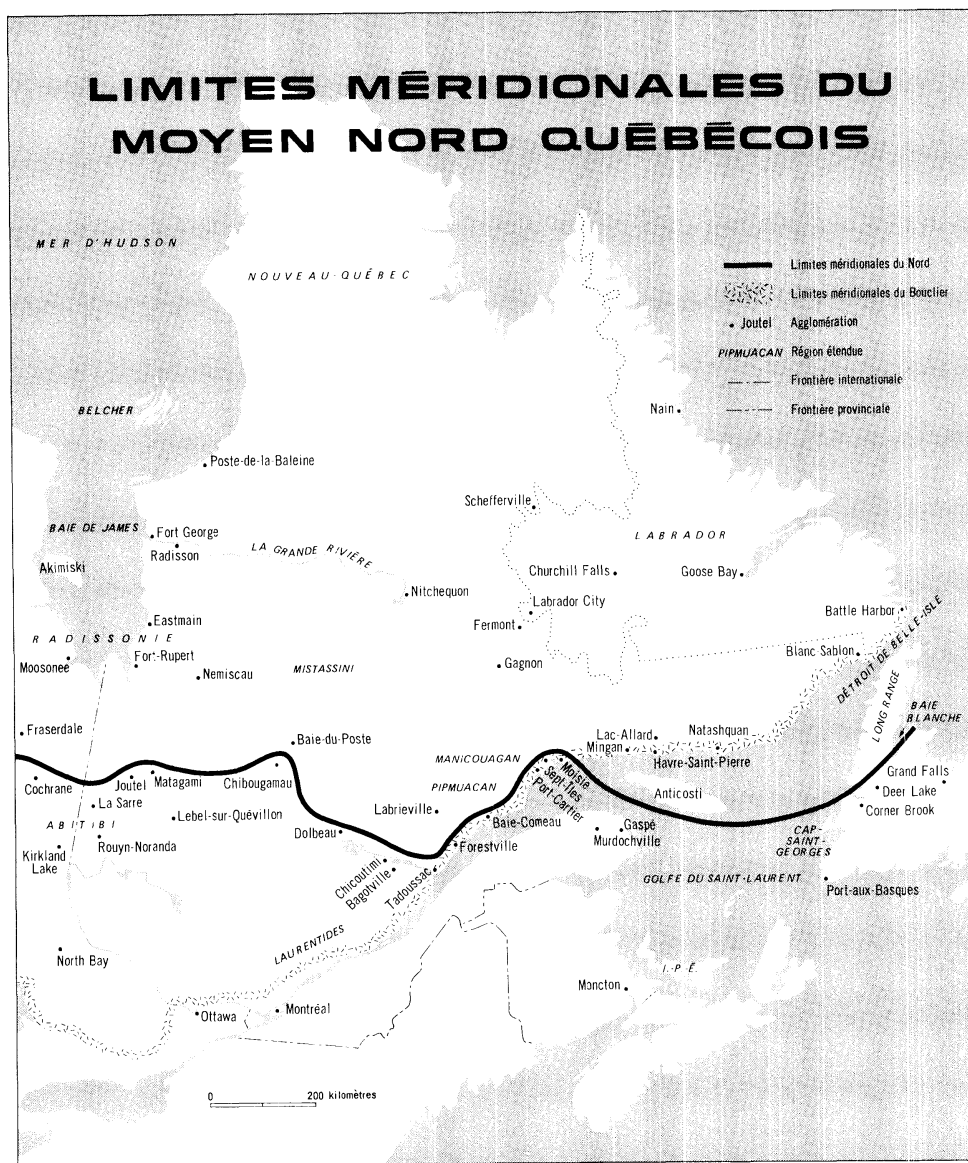 LIMITES MÉRIDIONALES DU
MOYEN NORD QUÉBÉCOIS
MER D'HUDSON
NOUVEAU-QUÉBEC
Limites méridionales du Nord
Limites méridionales du Bouclier
Joutel Agglomération
PIPMUACAN Région étendue
Frontière internationale
Frontière provinciale
BELCHER
Nain
Poste-de-la-Baleine
Schefferville
BAIE DE JAMES
Fort George
Radisson
LA GRANDE RIVIÈRE
LABRADOR
Akimiski
Nitchequon
Churchill Falls
Goose Bay
Labrador City
Battle Harbor
Eastmain
Fermont
RADISSONIE
Moosonee
Fort-Rupert
Nemiscau
MISTASSINI
Gagnon
Blanc Sablon
DÉTROIT DE BELLE-ISLE
LONG RANGE
BAIE
BLANCHE
Fraserdale
Baie-du-Poste
Lac-Allard
Natashquan
Mingan
Havre-Saint-Pierre
MANICOUAGAN
Moisie
Sept-Îles
Port-Cartier
Cochrane
Joutel
Matagami
Chibougamau
PIPMUACAN
Anticosti
Grand Falls
Deer Lake
Corner Brook
La Sarre
Lebel-sur-Quévillon
Labrieville
Baie-Comeau
ABITIBI
Rouyn-Noranda
Dolbeau
Forestville
Gaspé
Murdochville
CAP-
SAINT-
GEORGES
Kirkland
Lake
Chicoutimi
Bagotville
Tadoussac
GOLFE DU SAINT-LAURENT
Port-aux-Basques
LAURENTIDES
North Bay
I.-P.-É.
Moncton
Ottawa
Montréal
0 200 kilomètres